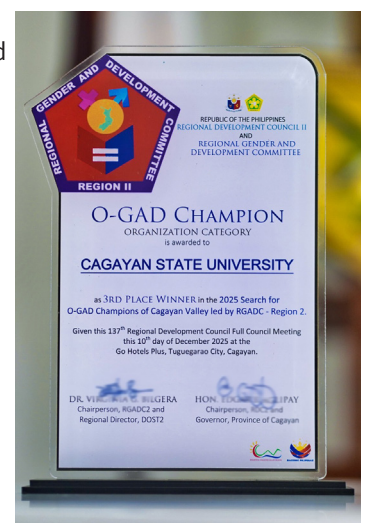 d
REGIONAL GENDER AND DEVELOPMENT COMMITTEE
REGION II
REPUBLIC OF THE PHILIPPINES
REGIONAL DEVELOPMENT COUNCIL II
AND
REGIONAL GENDER AND
DEVELOPMENT COMMITTEE
O-GAD CHAMPION
ORGANIZATION CATEGORY
is awarded to
CAGAYAN STATE UNIVERSITY
as 3RD PLACE WINNER in the 2025 Search for
O-GAD Champions of Cagayan Valley led by RGADC - Region 2.
Given this 137th Regional Development Council Full Council Meeting
this 10th day of December 2025 at the
Go Hotels Plus, Tuguegarao City, Cagayan.
DR. G. BILGERA
Chairperson, RGADC2 and
Regional Director, DOST2
HON.
Chairperson, and
Governor, Province of Cagayan